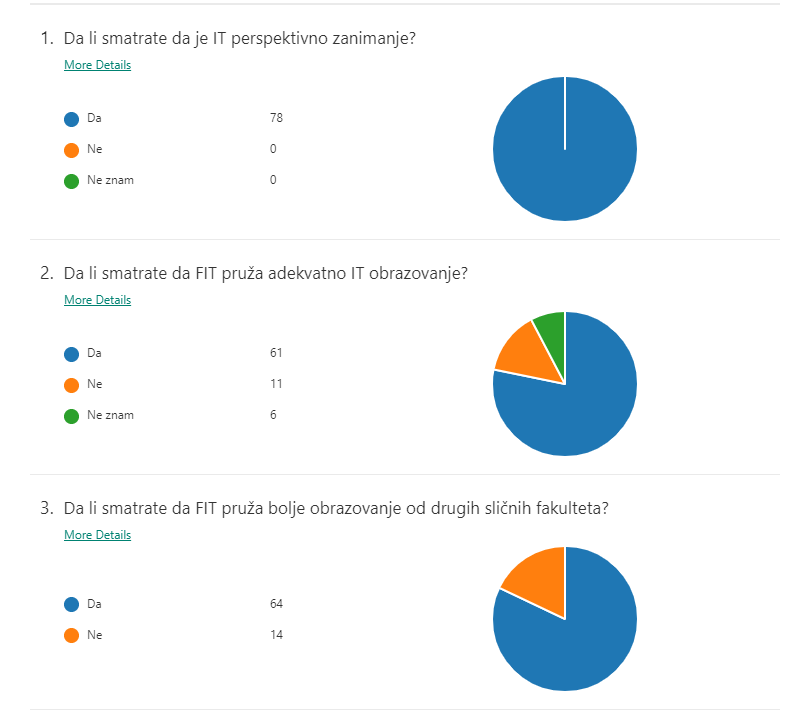 1. Da li smatrate da je IT perspektivno zanimanje?
More Details
Da 78
Ne 0
Ne znam 0
2. Da li smatrate da FIT pruža adekvatno IT obrazovanje?
More Details
Da 61
Ne 11
Ne znam 6
3. Da li smatrate da FIT pruža bolje obrazovanje od drugih sličnih fakulteta?
More Details
Da 64
Ne 14